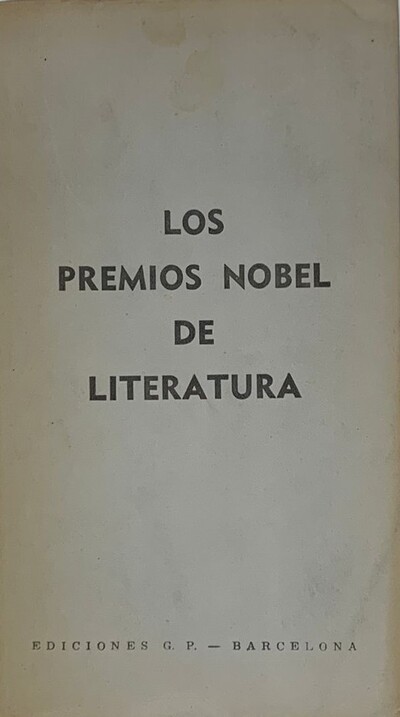 LOS
PREMIOS NOBEL
DE
LITERATURA
EDICIONES G. P. — BARCELONA